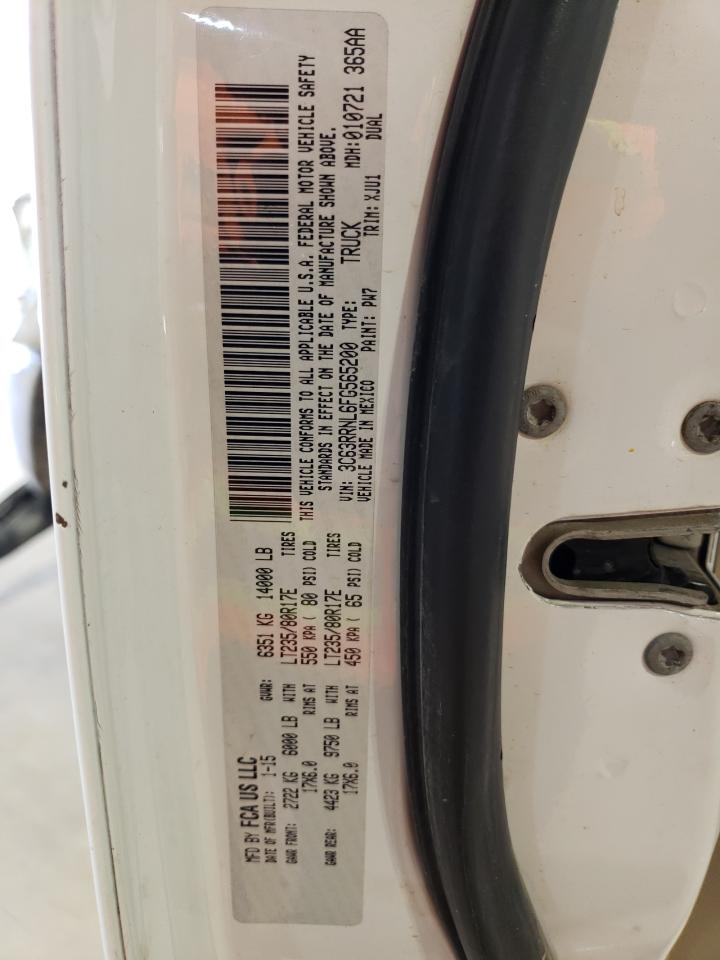 MFD BY FCA US LLC
DATE OF MFR(BUILT): 1-15 GVWR: 6351 KG 14000 LB
GAWR FRONT: 2722 KG 6000 LB WITH LT235/80R17E TIRES
17X6.0 RIMS AT 550 KPA ( 80 PSI) COLD
GAWR REAR: 4423 KG 9750 LB WITH LT235/80R17E TIRES
17X6.0 RIMS AT 450 KPA ( 65 PSI) COLD
THIS VEHICLE CONFORMS TO ALL APPLICABLE U.S.A. FEDERAL MOTOR VEHICLE SAFETY
STANDARDS IN EFFECT ON THE DATE OF MANUFACTURE SHOWN ABOVE.
VIN: 3C63RRNL6FG565200 TYPE: TRUCK MDH: 010721 365AA
VEHICLE MADE IN MEXICO PAINT: PW7 TRIM: XJU1 DUAL